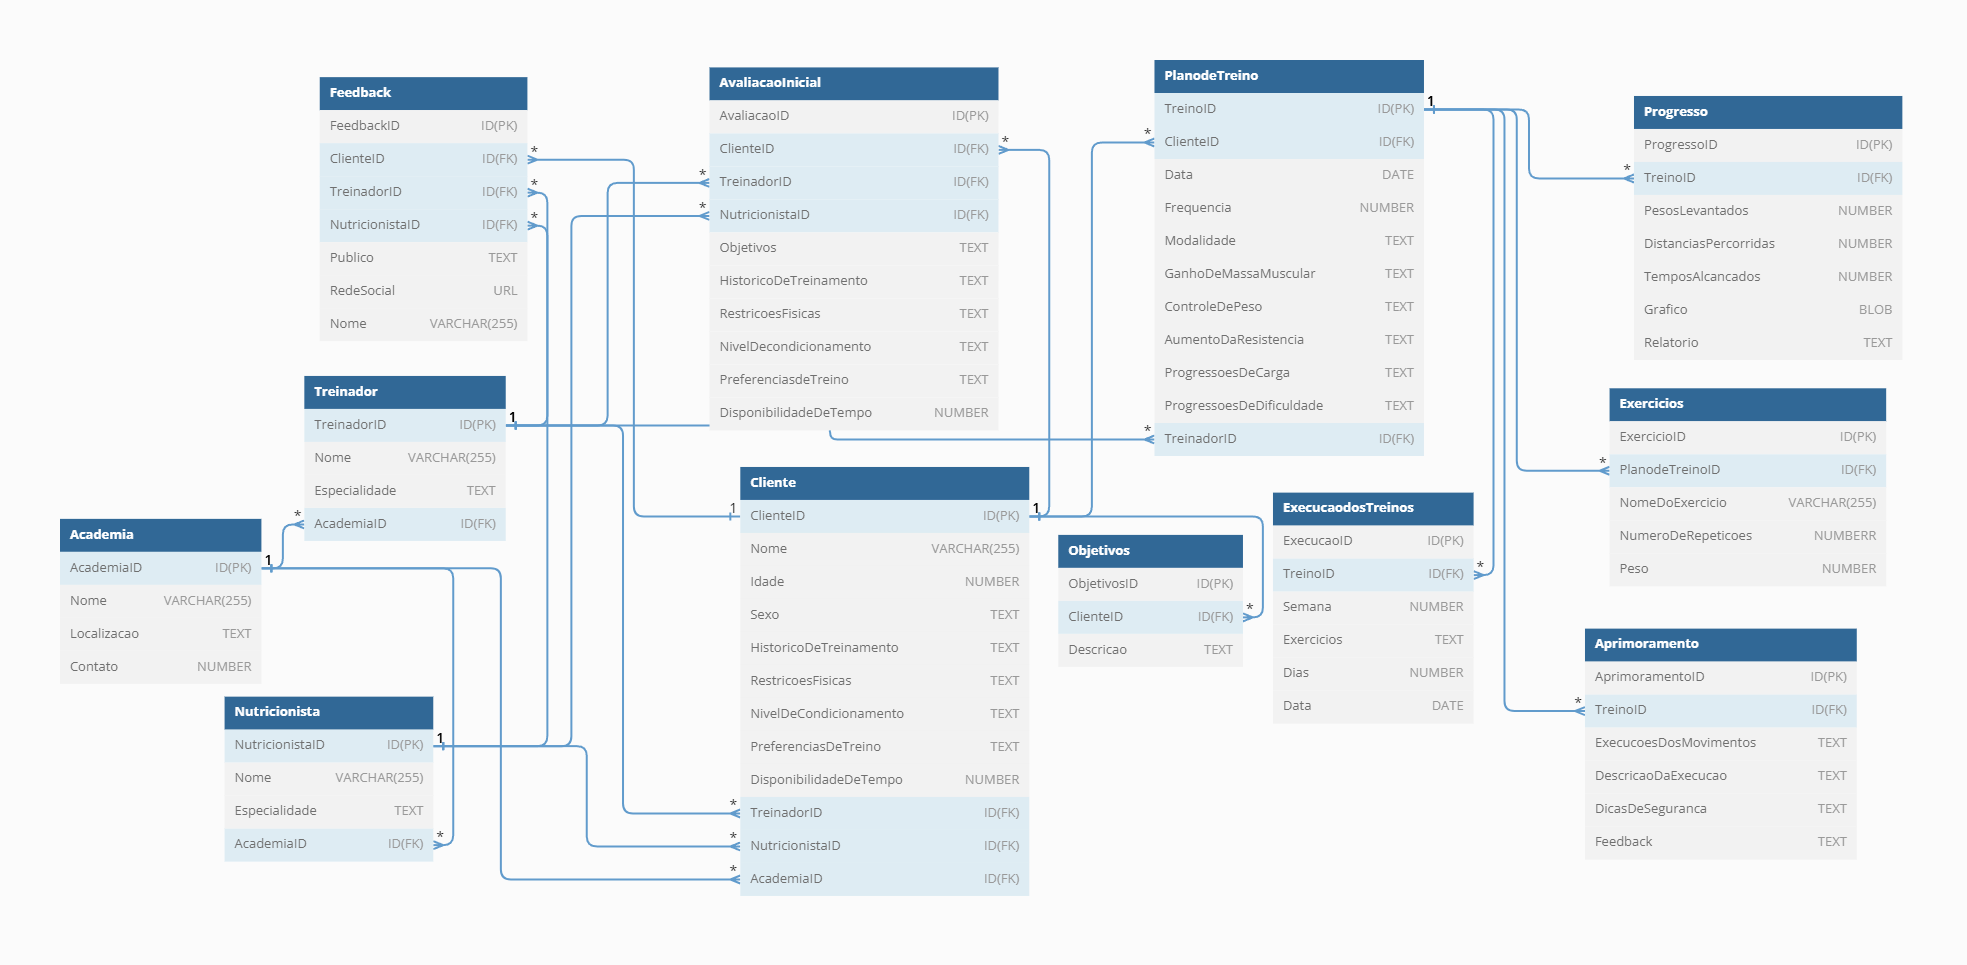 Feedback
FeedbackID ID(PK)
ClienteID ID(FK) *
TreinadorID ID(FK) *
NutricionistaID ID(FK) *
Publico TEXT
RedeSocial URL
Nome VARCHAR(255)
Treinador
TreinadorID ID(PK) 1
Nome VARCHAR(255)
Especialidade TEXT
* AcademiaID ID(FK)
Academia
AcademiaID ID(PK) 1
Nome VARCHAR(255)
Localizacao TEXT
Contato NUMBER
Nutricionista
NutricionistaID ID(PK) 1
Nome VARCHAR(255)
Especialidade TEXT
AcademiaID ID(FK) *
AvaliacaoInicial
AvaliacaoID ID(PK)
ClienteID ID(FK) *
* TreinadorID ID(FK)
* NutricionistaID ID(FK)
Objetivos TEXT
HistoricoDeTreinamento TEXT
RestricoesFisicas TEXT
NivelDecondicionamento TEXT
PreferenciasdeTreino TEXT
DisponibilidadeDeTempo NUMBER
Cliente
1 ClienteID ID(PK) 1
Nome VARCHAR(255)
Idade NUMBER
Sexo TEXT
HistoricoDeTreinamento TEXT
RestricoesFisicas TEXT
NivelDeCondicionamento TEXT
PreferenciasDeTreino TEXT
DisponibilidadeDeTempo NUMBER
* TreinadorID ID(FK)
* NutricionistaID ID(FK)
* AcademiaID ID(FK)
PlanodeTreino
TreinoID ID(PK) 1
* ClienteID ID(FK)
Data DATE
Frequencia NUMBER
Modalidade TEXT
GanhoDeMassaMuscular TEXT
ControleDePeso TEXT
AumentoDaResistencia TEXT
ProgressoesDeCarga TEXT
ProgressoesDeDificuldade TEXT
* TreinadorID ID(FK)
Objetivos
ObjetivosID ID(PK)
ClienteID ID(FK) *
Descricao TEXT
ExecucaodosTreinos
ExecucaoID ID(PK)
TreinoID ID(FK) *
Semana NUMBER
Exercicios TEXT
Dias NUMBER
Data DATE
Progresso
ProgressoID ID(PK)
* TreinoID ID(FK)
PesosLevantados NUMBER
DistanciasPercorridas NUMBER
TemposAlcancados NUMBER
Grafico BLOB
Relatorio TEXT
Exercicios
ExercicioID ID(PK)
* PlanodeTreinoID ID(FK)
NomeDoExercicio VARCHAR(255)
NumeroDeRepeticoes NUMBERR
Peso NUMBER
Aprimoramento
AprimoramentoID ID(PK)
* TreinoID ID(FK)
ExecucoesDosMovimentos TEXT
DescricaoDaExecucao TEXT
DicasDeSeguranca TEXT
Feedback TEXT